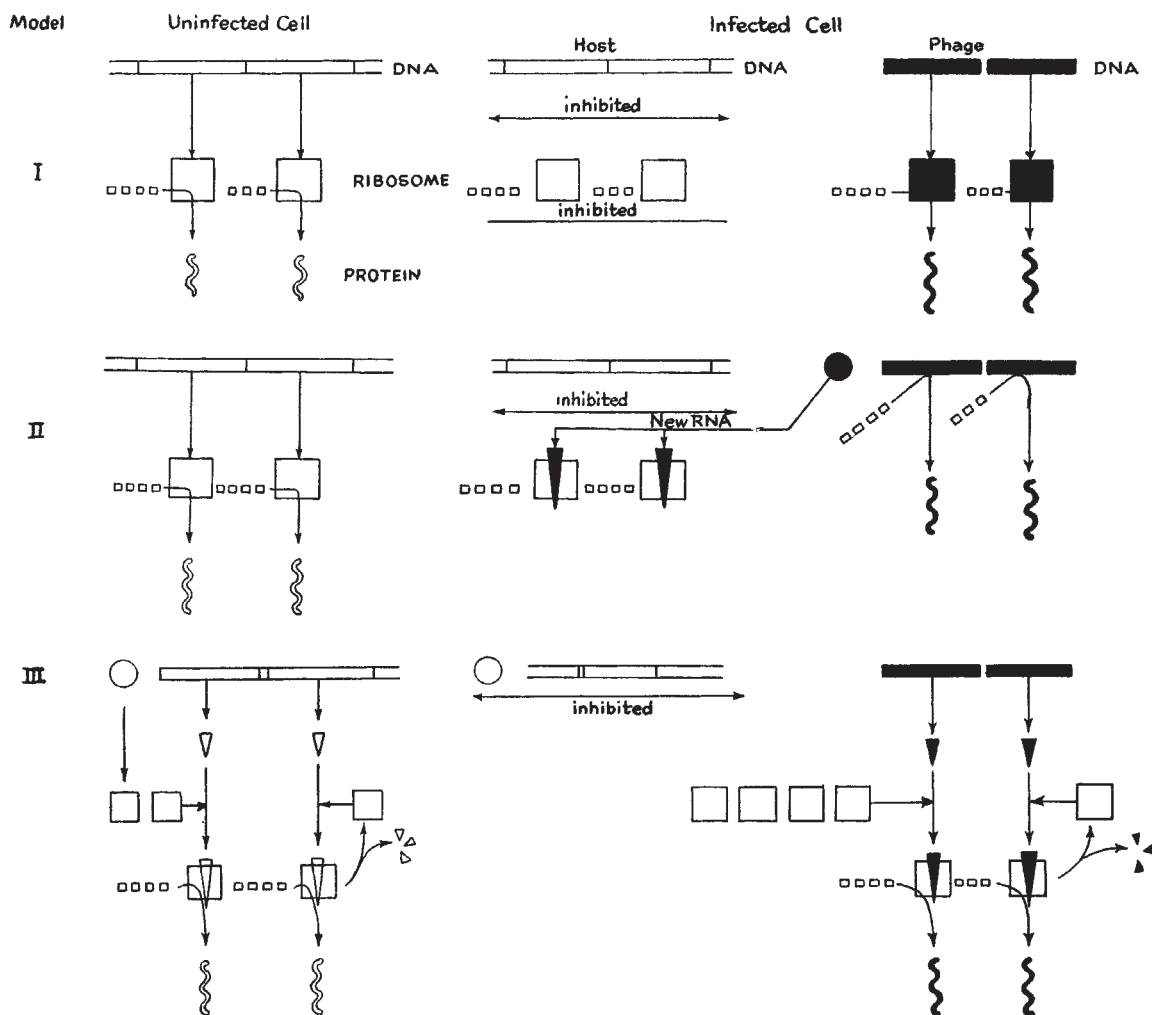 Model Uninfected Cell Infected Cell
Host Phage
DNA DNA DNA
inhibited
I RIBOSOME
inhibited
PROTEIN
inhibited
II New RNA
III
inhibited